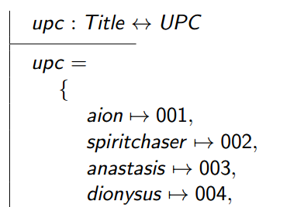 upc : Title ↔ UPC
upc =
{
aion ↦ 001,
spiritchaser ↦ 002,
anastasis ↦ 003,
dionysus ↦ 004,